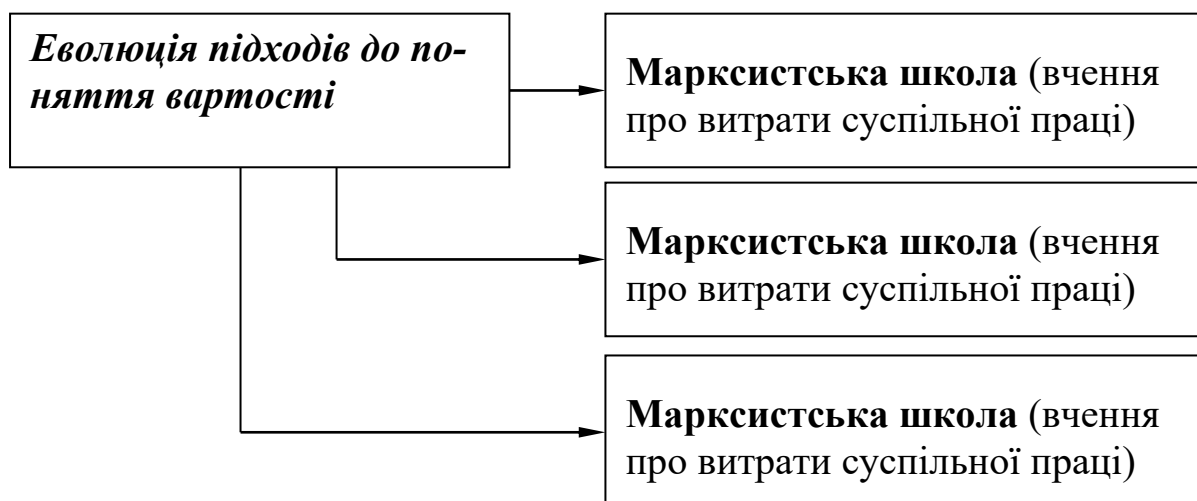 Еволюція підходів до по-
няття вартості
Марксистська школа (вчення
про витрати суспільної праці)
Марксистська школа (вчення
про витрати суспільної праці)
Марксистська школа (вчення
про витрати суспільної праці)